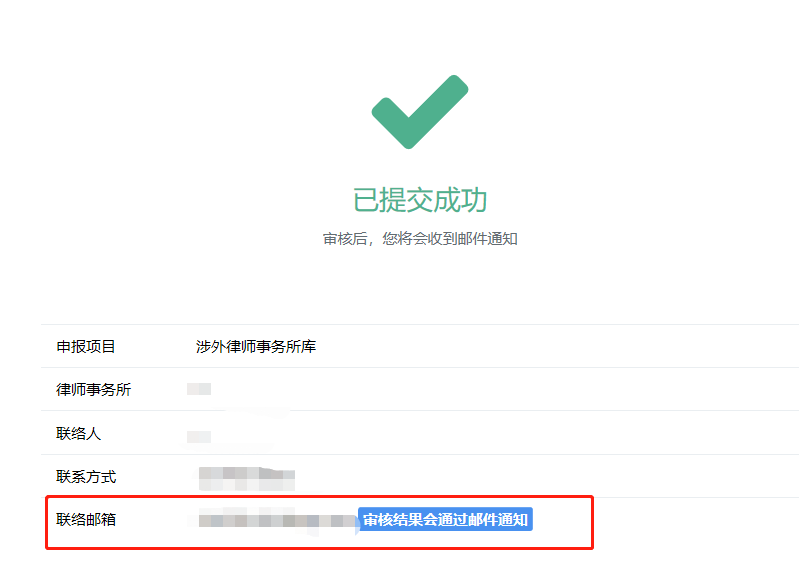 已提交成功
审核后，您将会收到邮件通知
申报项目 涉外律师事务所库
律师事务所
联络人
联系方式
联络邮箱 审核结果会通过邮件通知